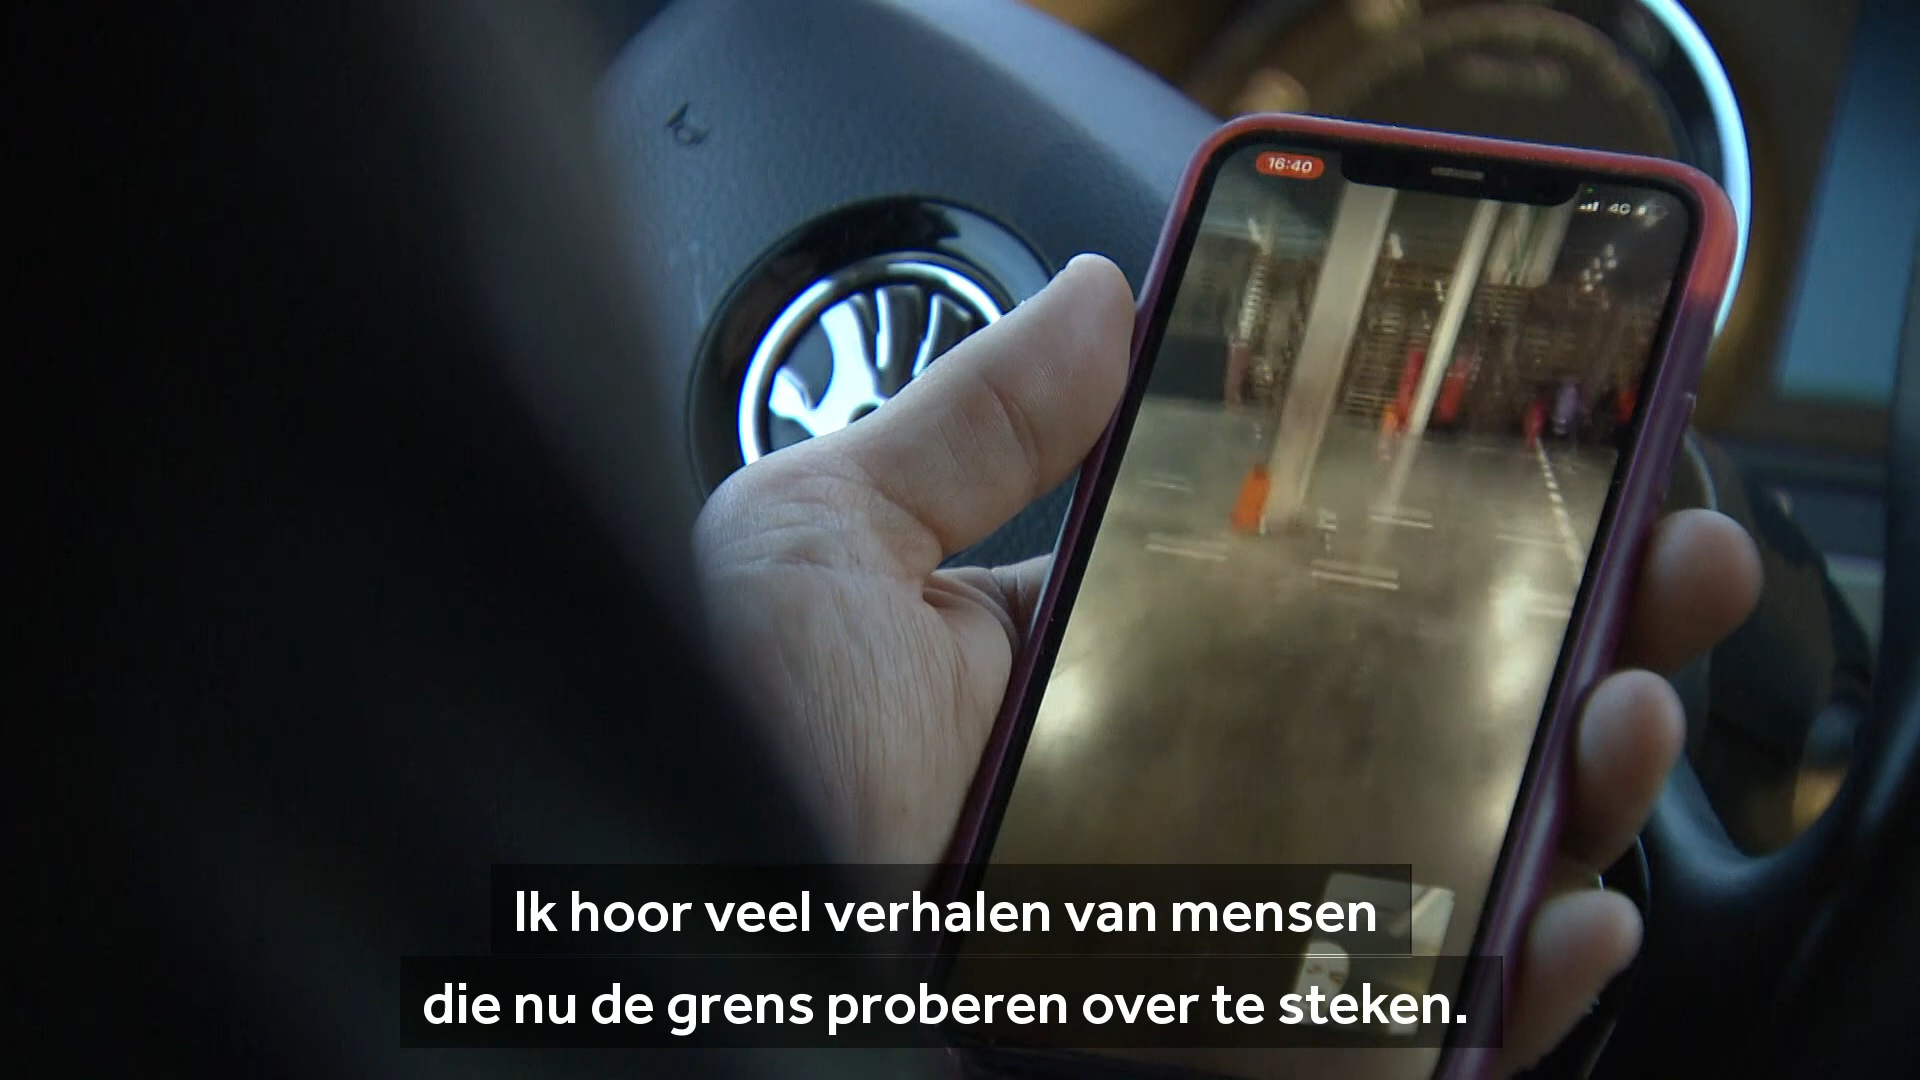 16:40
4G
Ik hoor veel verhalen van mensen
die nu de grens proberen over te steken.